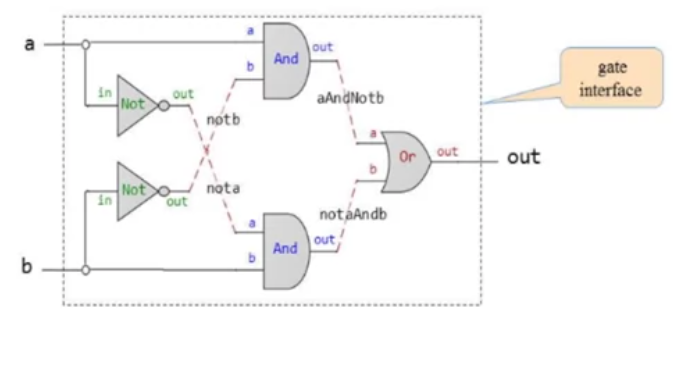 a
a
And
out
b
in
Not
out
notb
aAndNotb
gate
interface
a
Or
out
out
b
in
Not
out
nota
notaAndb
a
And
out
b
b